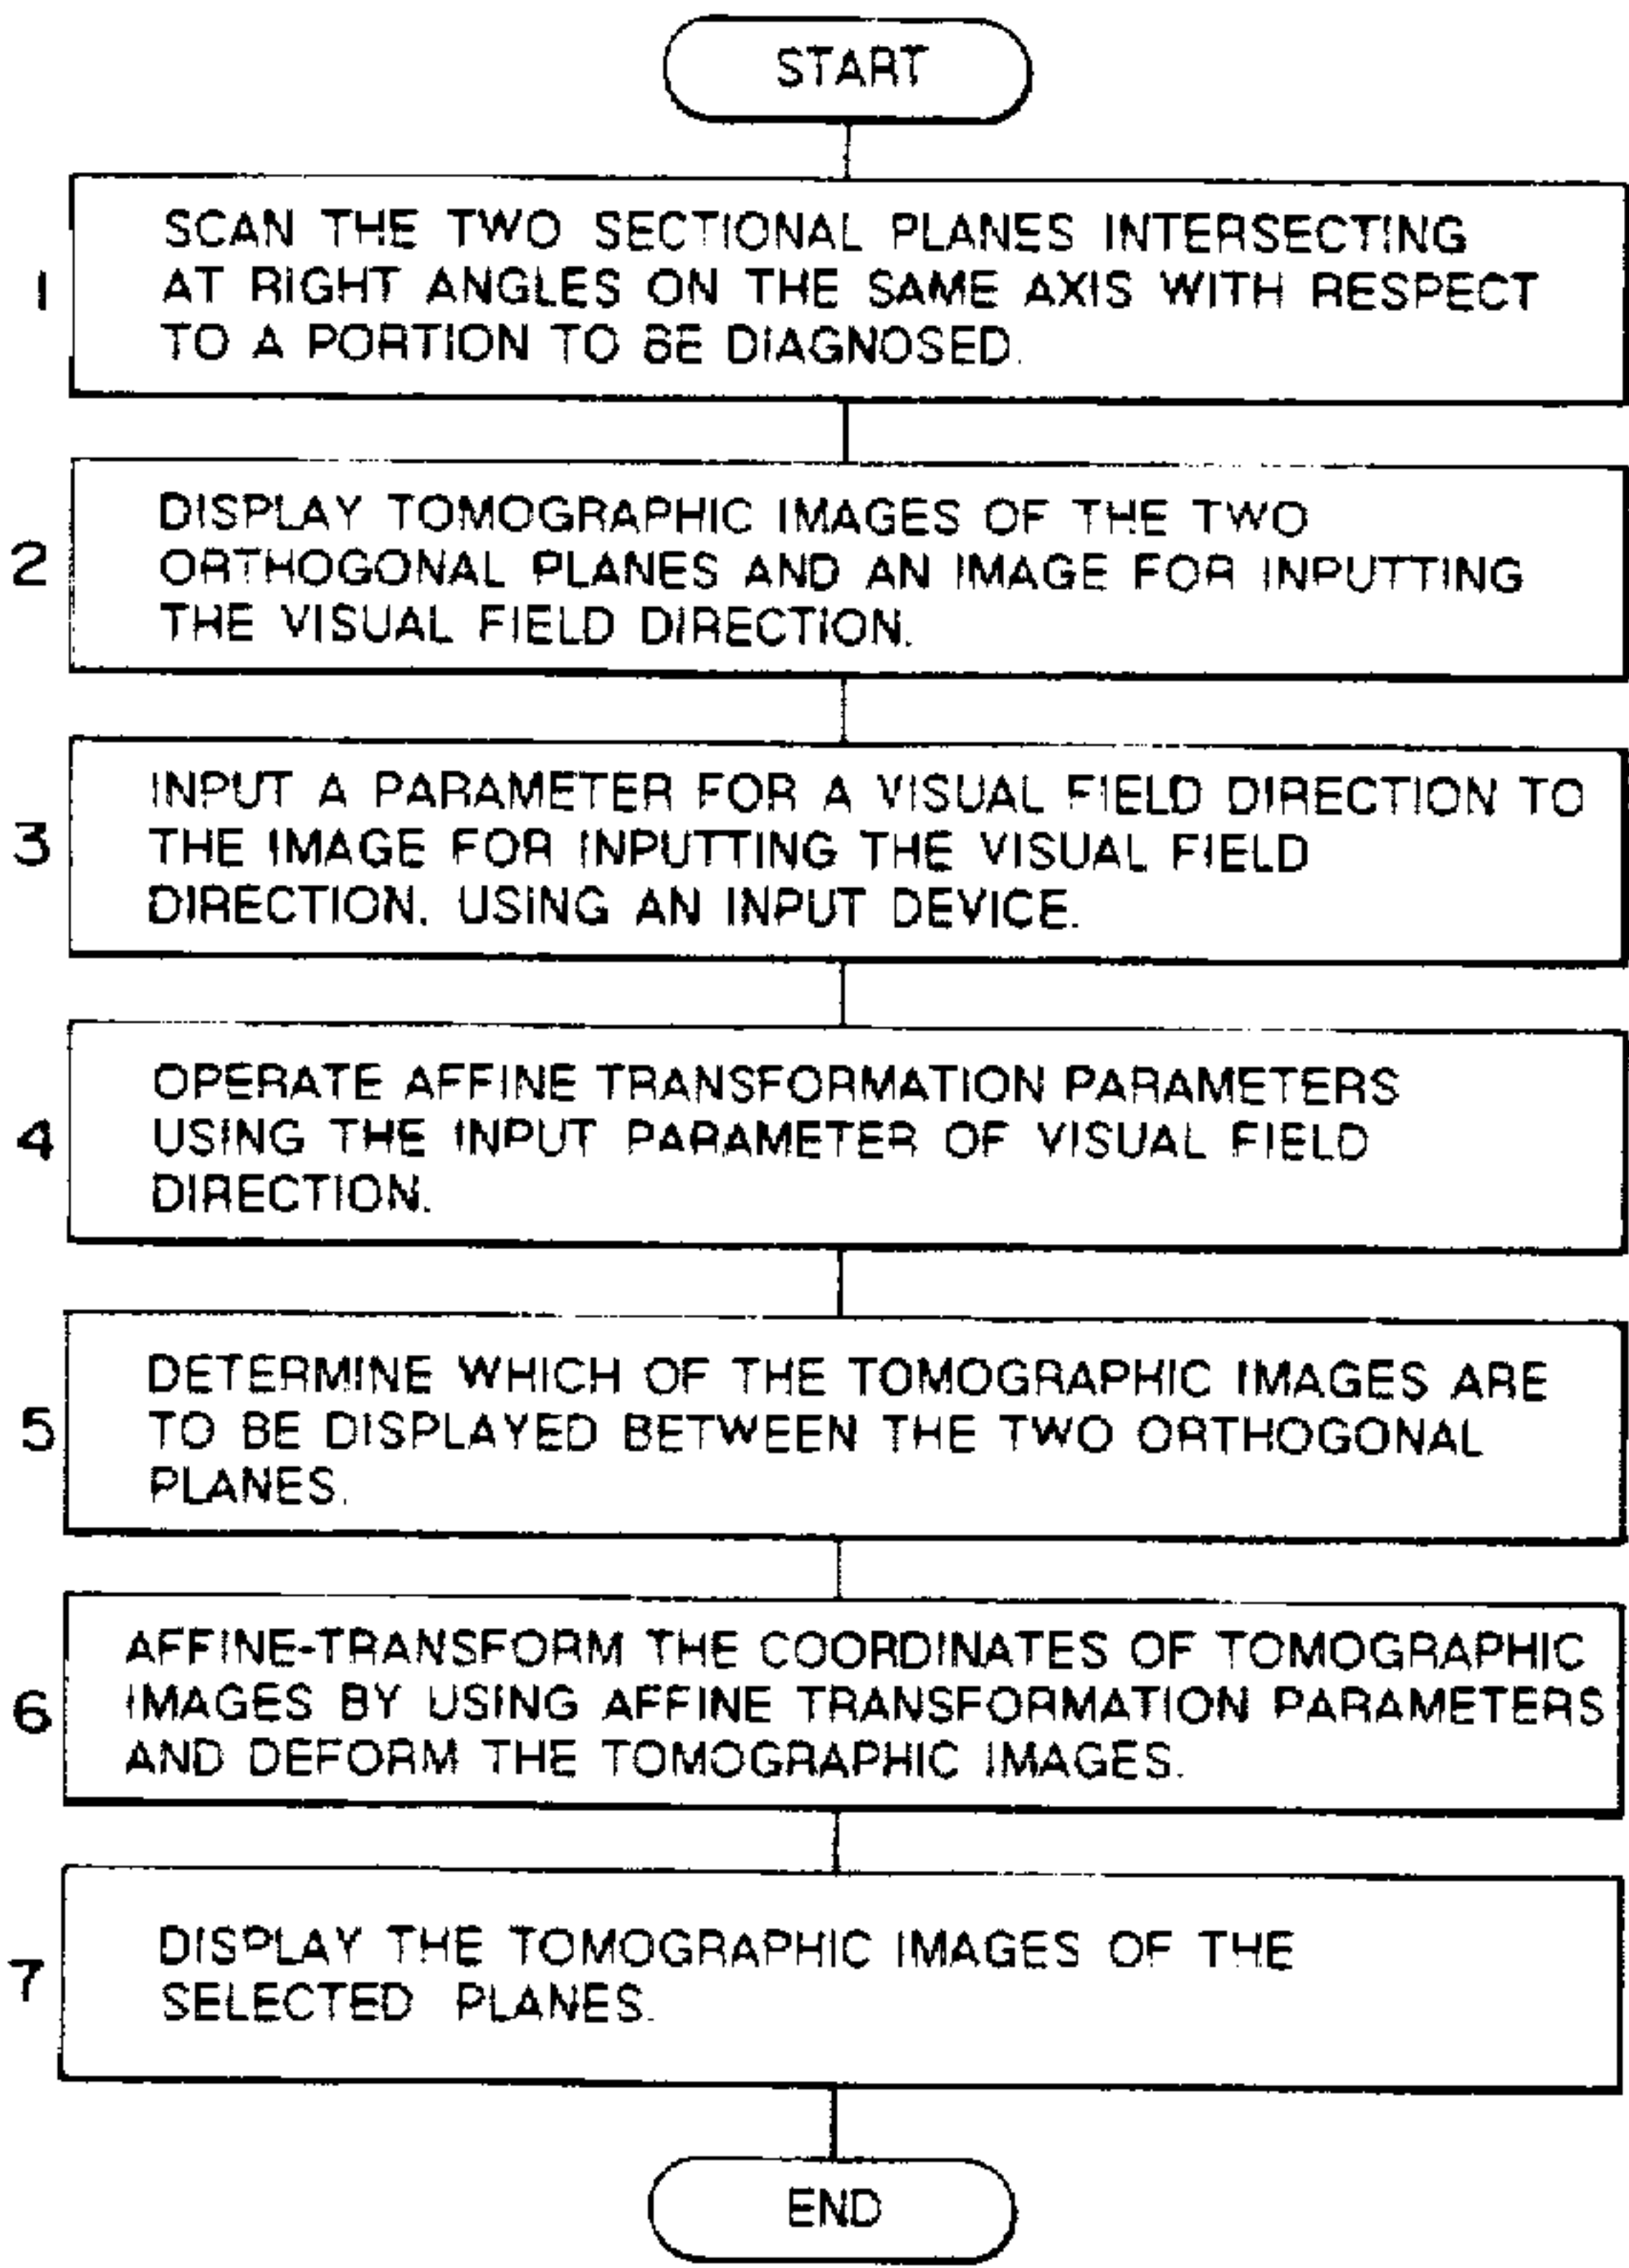 START
1
SCAN THE TWO SECTIONAL PLANES INTERSECTING
AT RIGHT ANGLES ON THE SAME AXIS WITH RESPECT
TO A PORTION TO BE DIAGNOSED.
2
DISPLAY TOMOGRAPHIC IMAGES OF THE TWO
ORTHOGONAL PLANES AND AN IMAGE FOR INPUTTING
THE VISUAL FIELD DIRECTION.
3
INPUT A PARAMETER FOR A VISUAL FIELD DIRECTION TO
THE IMAGE FOR INPUTTING THE VISUAL FIELD
DIRECTION. USING AN INPUT DEVICE.
4
OPERATE AFFINE TRANSFORMATION PARAMETERS
USING THE INPUT PARAMETER OF VISUAL FIELD
DIRECTION.
5
DETERMINE WHICH OF THE TOMOGRAPHIC IMAGES ARE
TO BE DISPLAYED BETWEEN THE TWO ORTHOGONAL
PLANES.
6
AFFINE-TRANSFORM THE COORDINATES OF TOMOGRAPHIC
IMAGES BY USING AFFINE TRANSFORMATION PARAMETERS
AND DEFORM THE TOMOGRAPHIC IMAGES.
7
DISPLAY THE TOMOGRAPHIC IMAGES OF THE
SELECTED PLANES.
END